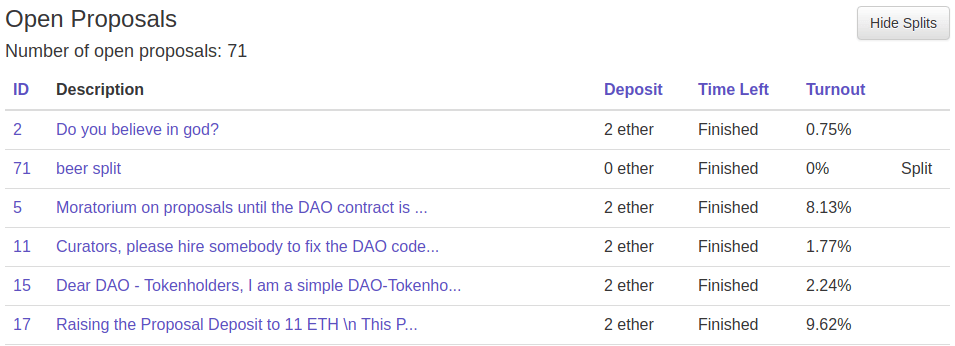 Open Proposals
Hide Splits
Number of open proposals: 71
ID Description Deposit Time Left Turnout
2 Do you believe in god? 2 ether Finished 0.75%
71 beer split 0 ether Finished 0% Split
5 Moratorium on proposals until the DAO contract is ... 2 ether Finished 8.13%
11 Curators, please hire somebody to fix the DAO code... 2 ether Finished 1.77%
15 Dear DAO - Tokenholders, I am a simple DAO-Tokenho... 2 ether Finished 2.24%
17 Raising the Proposal Deposit to 11 ETH \n This P... 2 ether Finished 9.62%